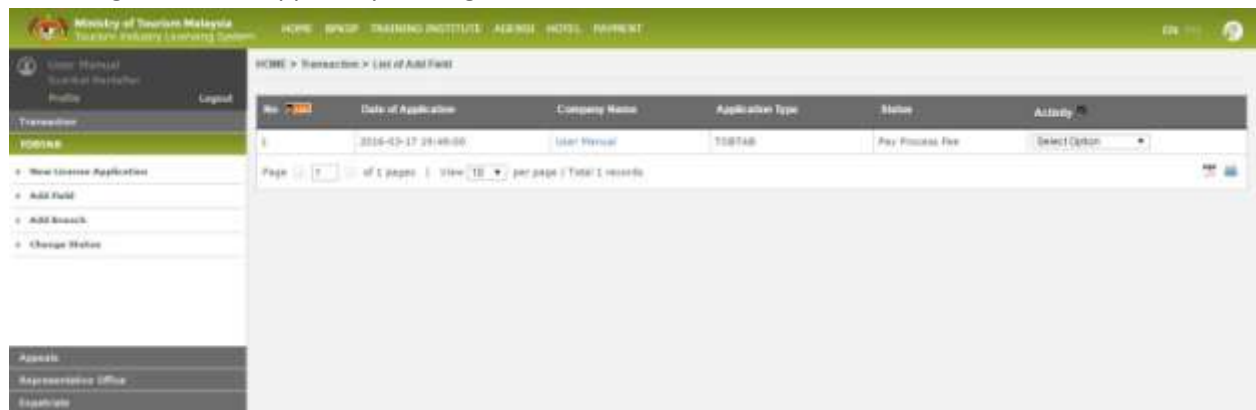 Ministry of Tourism Malaysia
Tourism Industry Licensing System
HOME BPKSP TRAINING INSTITUTE AGENSI HOTEL PAYMENT
EN
User Manual
Profile Logout
HOME > Transaction > List of Add Field
Transaction
TOBTAB
New License Application
Add Field
Add Branch
Change Status
Appeals
Representative Office
Expatriate
No Date of Application Company Name Application Type Status Activity
1 2016-03-17 User Manual TOBTAB Pay Process Fee Select Option
Page 1 of 1 pages | View 10 per page | Total 1 records